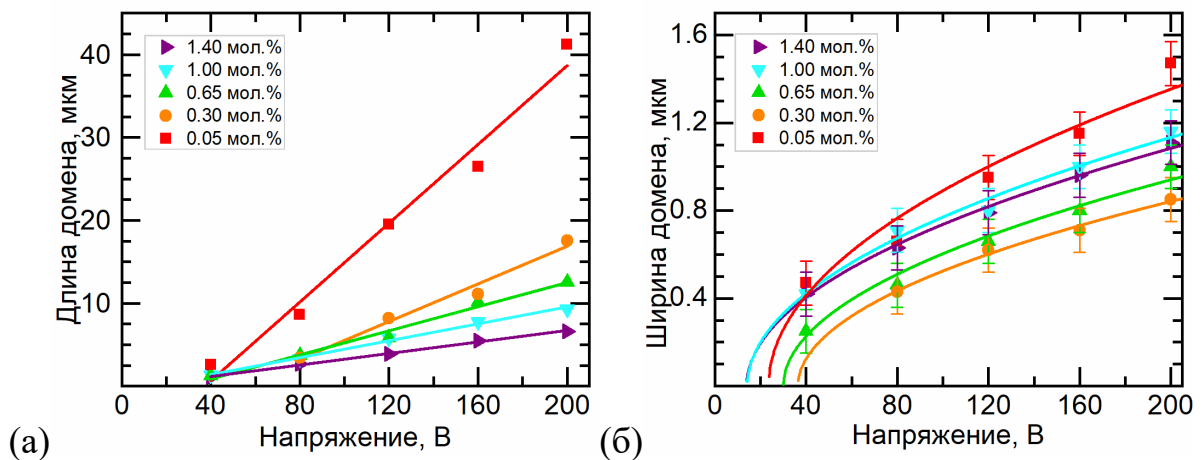 Длина домена, мкм
40
30
20
10
1.40 мол.%
1.00 мол.%
0.65 мол.%
0.30 мол.%
0.05 мол.%
0 40 80 120 160 200
Напряжение, В
(а)
Ширина домена, мкм
1.6
1.2
0.8
0.4
1.40 мол.%
1.00 мол.%
0.65 мол.%
0.30 мол.%
0.05 мол.%
0 40 80 120 160 200
Напряжение, В
(б)